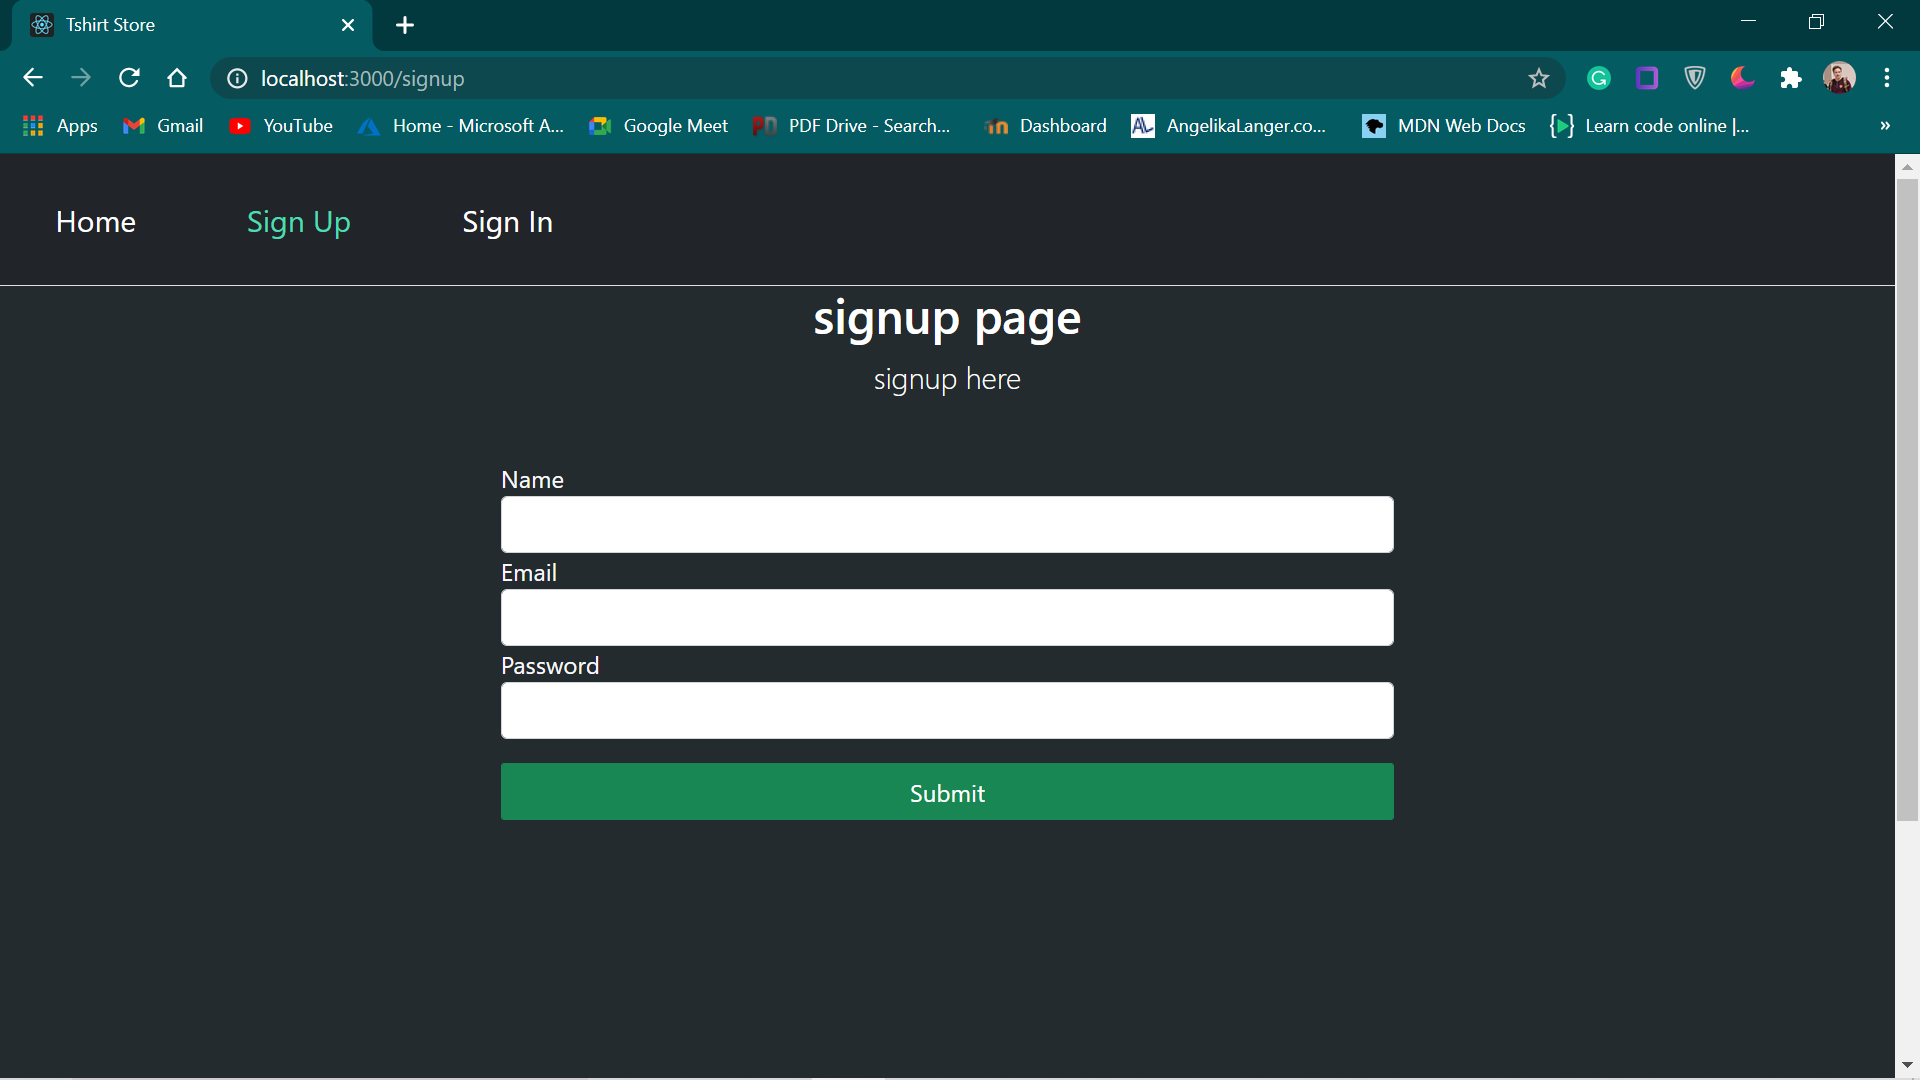 Tshirt Store
localhost:3000/signup
Apps Gmail YouTube Home - Microsoft A... Google Meet PDF Drive - Search... Dashboard AngelikaLanger.co... MDN Web Docs Learn code online |... »
Home Sign Up Sign In
signup page
signup here
Name
Email
Password
Submit